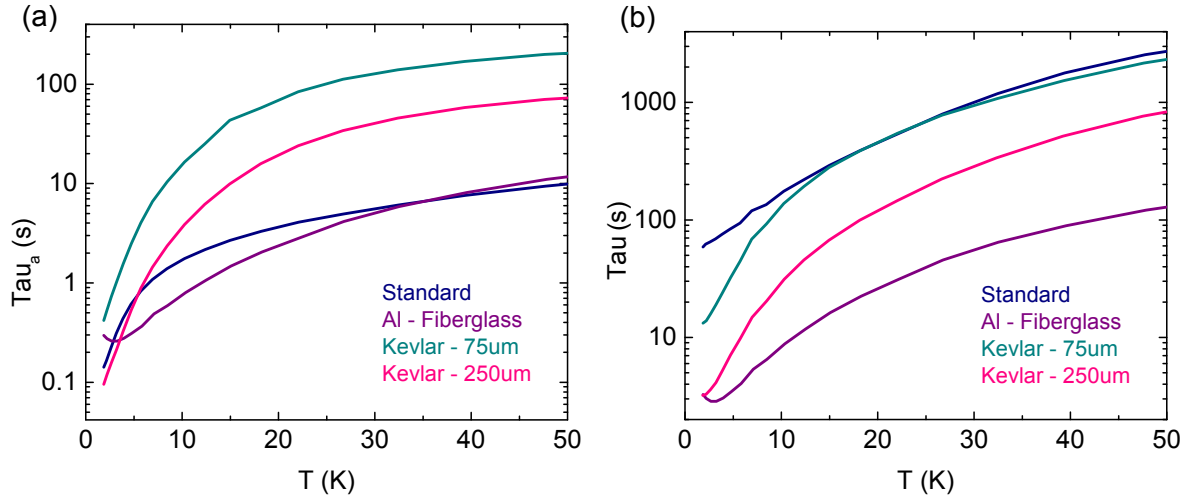 (a)
100
10
1
0.1
Tau_a (s)
0 10 20 30 40 50
T (K)
Standard
Al - Fiberglass
Kevlar - 75um
Kevlar - 250um
(b)
1000
100
10
Tau (s)
0 10 20 30 40 50
T (K)
Standard
Al - Fiberglass
Kevlar - 75um
Kevlar - 250um